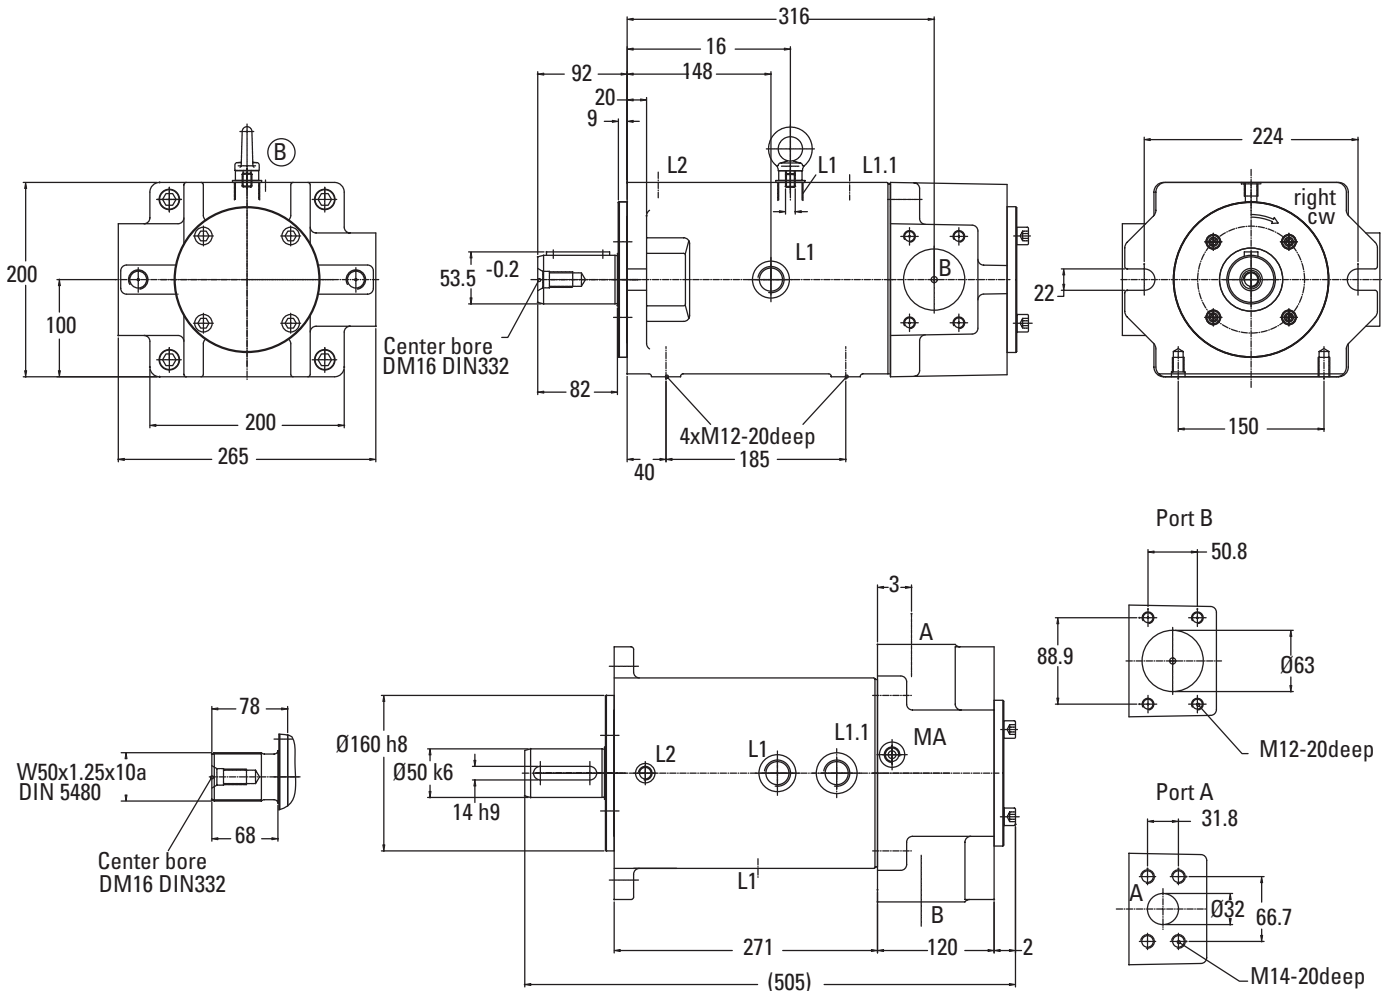 316
16
92
148
20
9
B
L2
L1
L1.1
224
right
cw
200
100
53.5
-0.2
L1
B
22
Center bore
DM16 DIN332
82
200
265
4xM12-20deep
40
185
150
Port B
50.8
88.9
Ø63
M12-20deep
3
A
78
W50x1.25x10a
DIN 5480
68
Center bore
DM16 DIN332
Ø160 h8
Ø50 k6
14 h9
L2
L1
L1.1
MA
L1
B
271
120
2
(505)
Port A
31.8
A
Ø32
66.7
M14-20deep